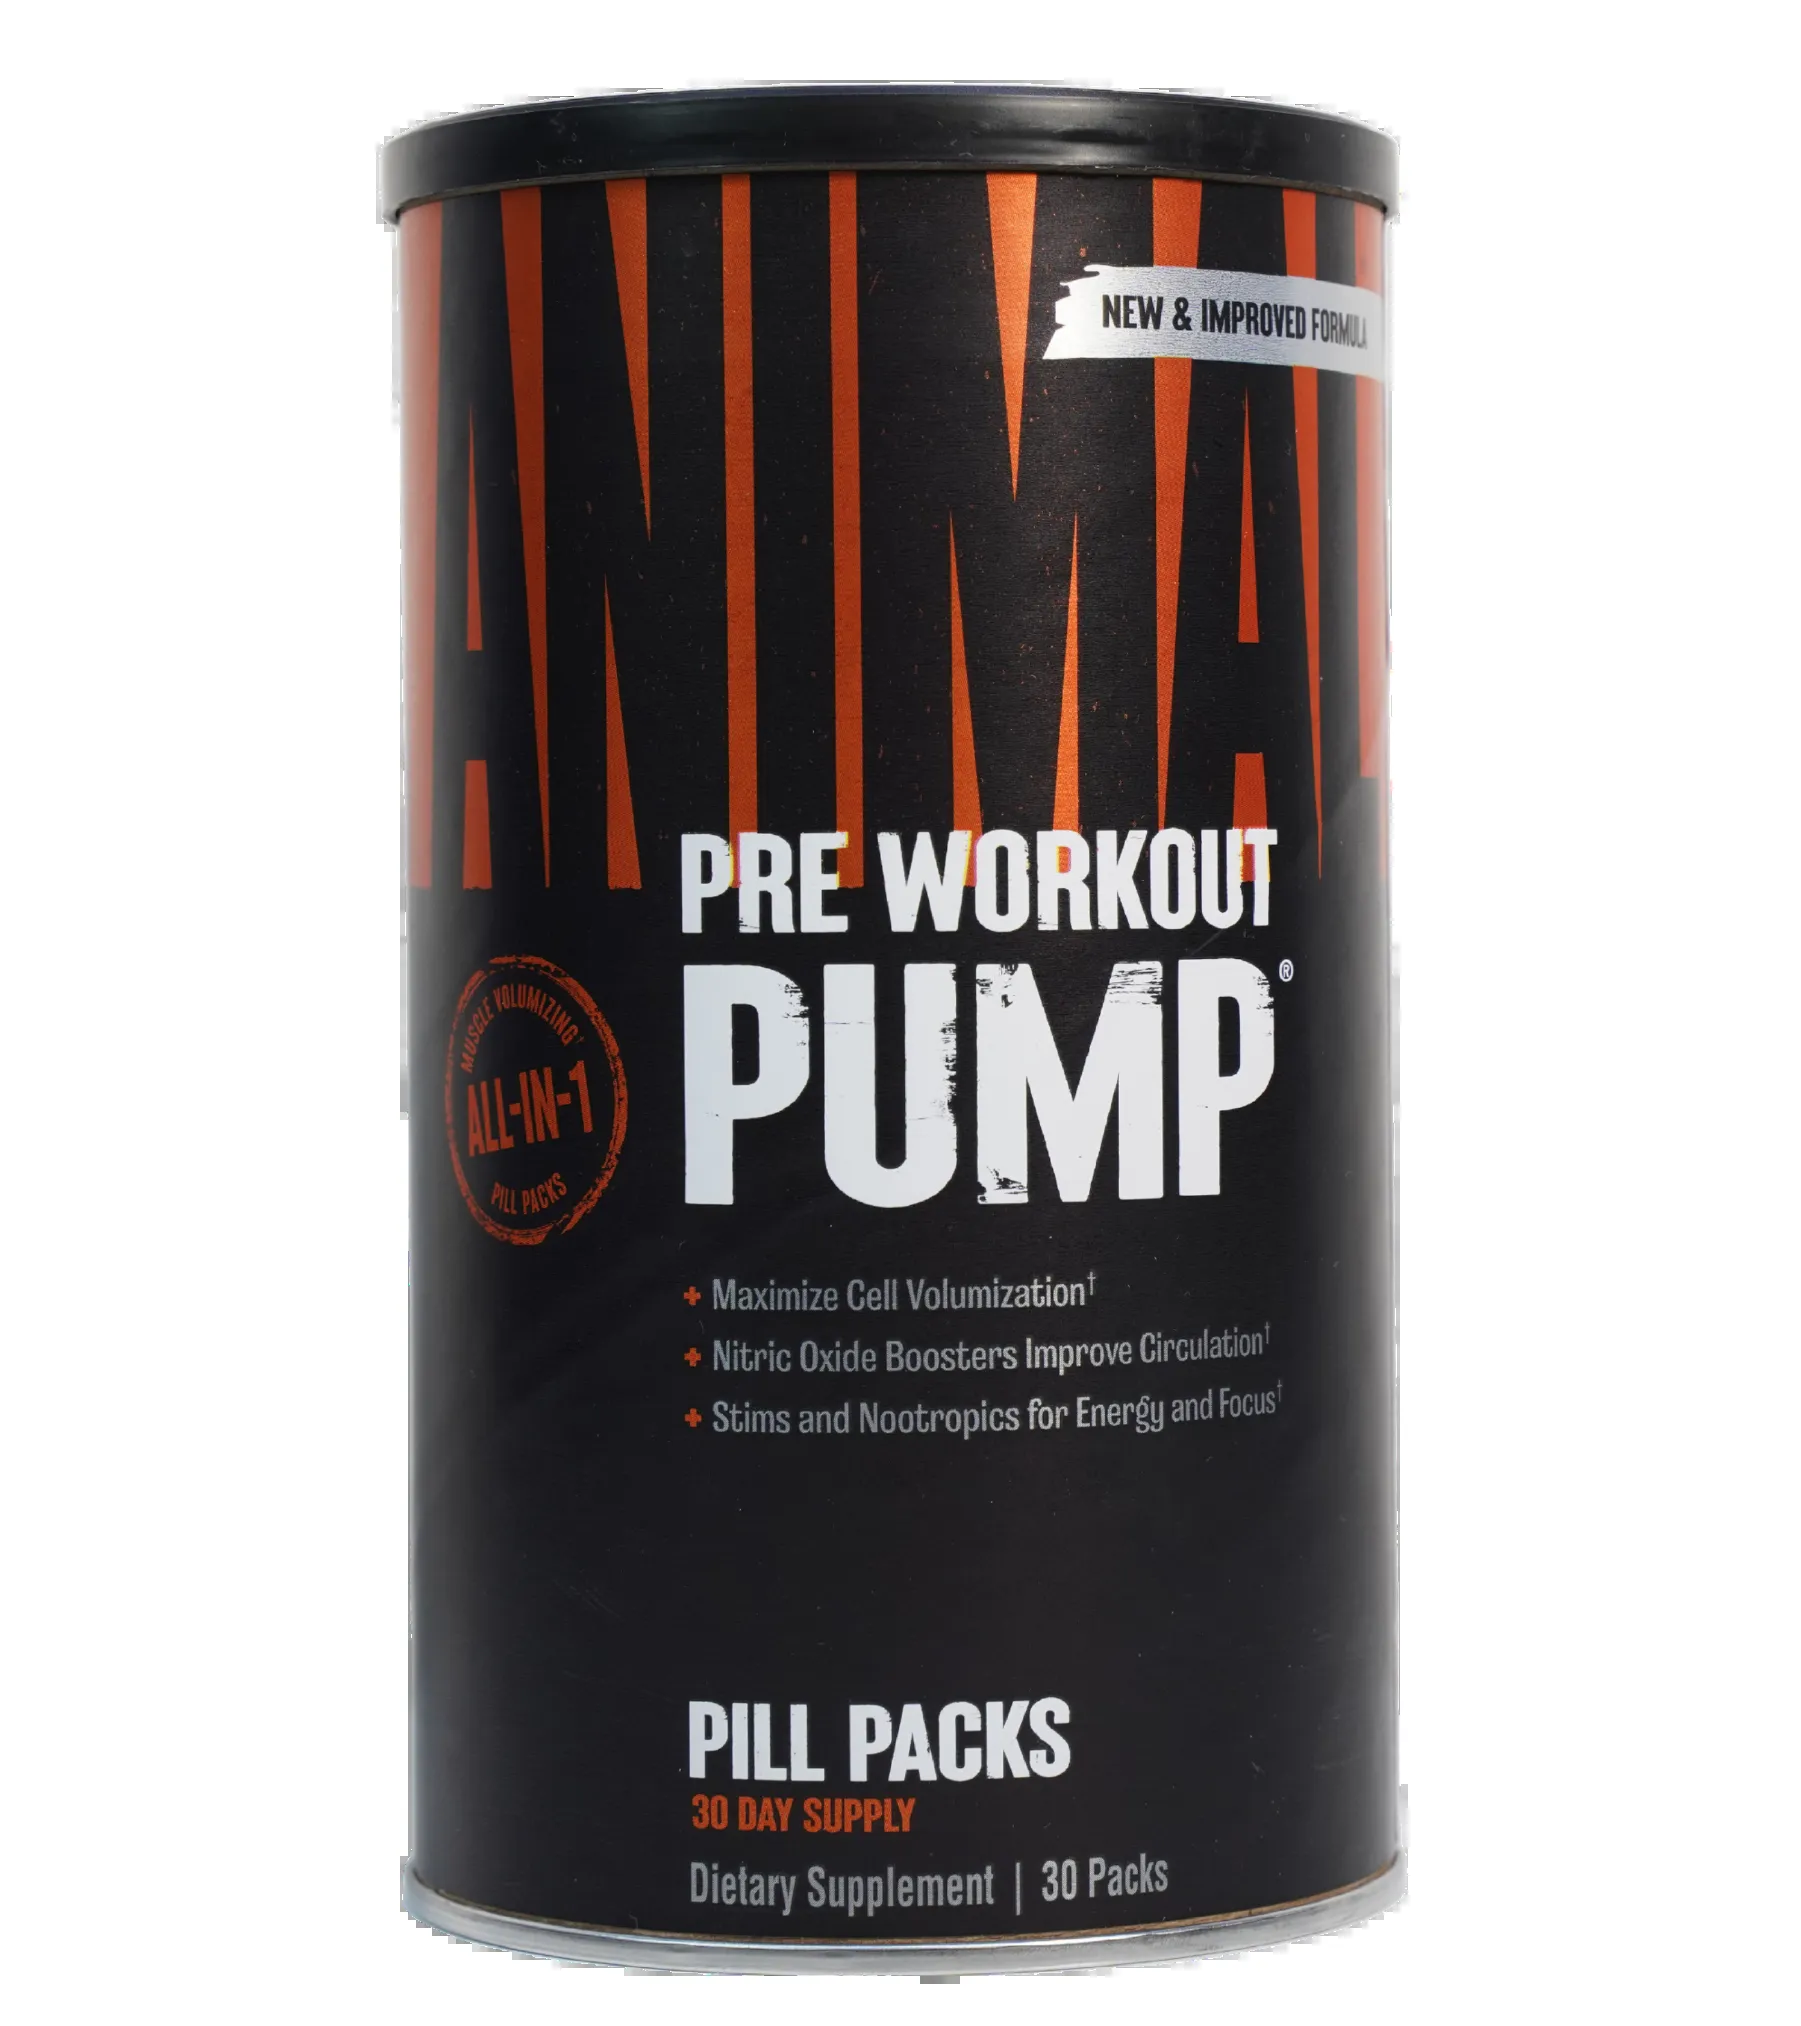 ANIMAL
NEW & IMPROVED FORMULA
PRE WORKOUT
PUMP®
MUSCLE VOLUMIZING†
ALL-IN-1
PILL PACKS
+ Maximize Cell Volumization†
+ Nitric Oxide Boosters Improve Circulation†
+ Stims and Nootropics for Energy and Focus†
PILL PACKS
30 DAY SUPPLY
Dietary Supplement | 30 Packs